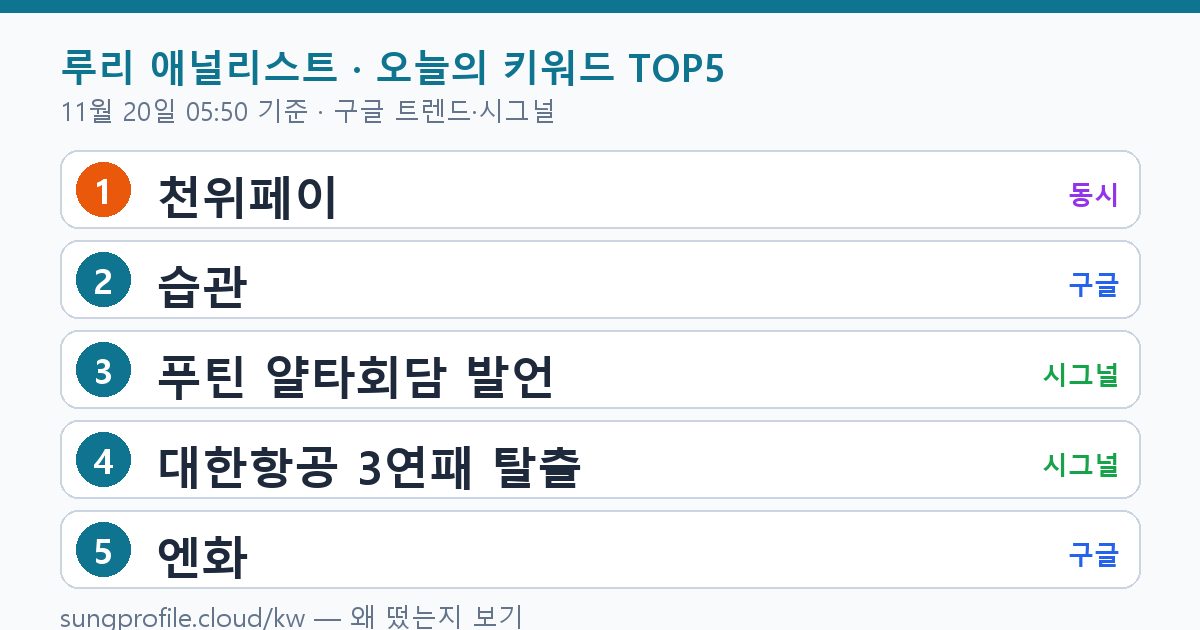 루리 애널리스트 · 오늘의 키워드 TOP5
11월 20일 05:50 기준 · 구글 트렌드·시그널
1 천위페이 동시
2 습관 구글
3 푸틴 얄타회담 발언 시그널
4 대한항공 3연패 탈출 시그널
5 엔화 구글
sungprofile.cloud/kw — 왜 떴는지 보기